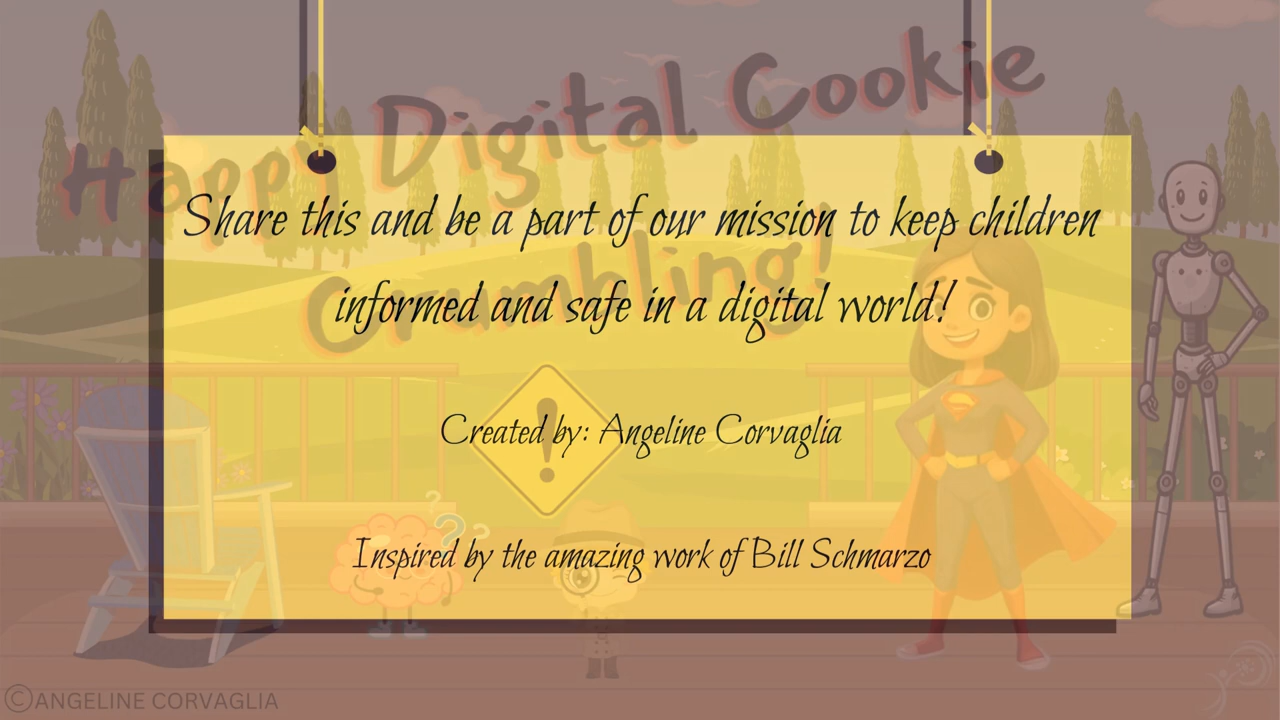 Happy Digital Cookie
Crumbling!
Share this and be a part of our mission to keep children
informed and safe in a digital world!
!
Created by: Angeline Corvaglia
? ? ?
Inspired by the amazing work of Bill Schmarzo
©ANGELINE CORVAGLIA